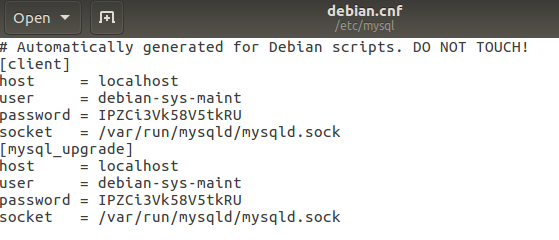 Open
debian.cnf
/etc/mysql
# Automatically generated for Debian scripts. DO NOT TOUCH!
[client]
host     = localhost
user     = debian-sys-maint
password = IPZCi3Vk58V5tkRU
socket   = /var/run/mysqld/mysqld.sock
[mysql_upgrade]
host     = localhost
user     = debian-sys-maint
password = IPZCi3Vk58V5tkRU
socket   = /var/run/mysqld/mysqld.sock